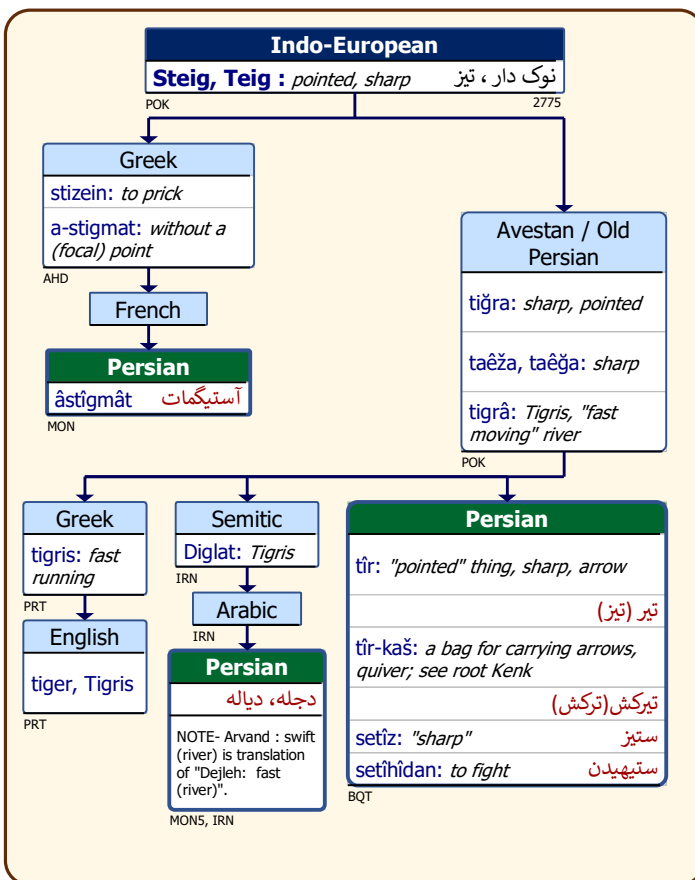 Indo-European
Steig, Teig : pointed, sharp نوک دار ، تیز
POK 2775
Greek
stizein: to prick
a-stigmat: without a
(focal) point
AHD
French
Persian
âstîgmât آستیگمات
MON
Avestan / Old
Persian
tiğra: sharp, pointed
taêža, taêğa: sharp
tigrâ: Tigris, "fast
moving" river
POK
Greek
tigris: fast
running
PRT
English
tiger, Tigris
PRT
Semitic
Diglat: Tigris
IRN
Arabic
IRN
Persian
دجله، دیاله
NOTE- Arvand : swift
(river) is translation
of "Dejleh: fast
(river)".
MON5, IRN
Persian
tîr: "pointed" thing, sharp, arrow
تیر (تیز)
tîr-kaš: a bag for carrying arrows,
quiver; see root Kenk
تیرکش(ترکش)
setîz: "sharp" ستیز
setîhîdan: to fight ستیهیدن
BQT